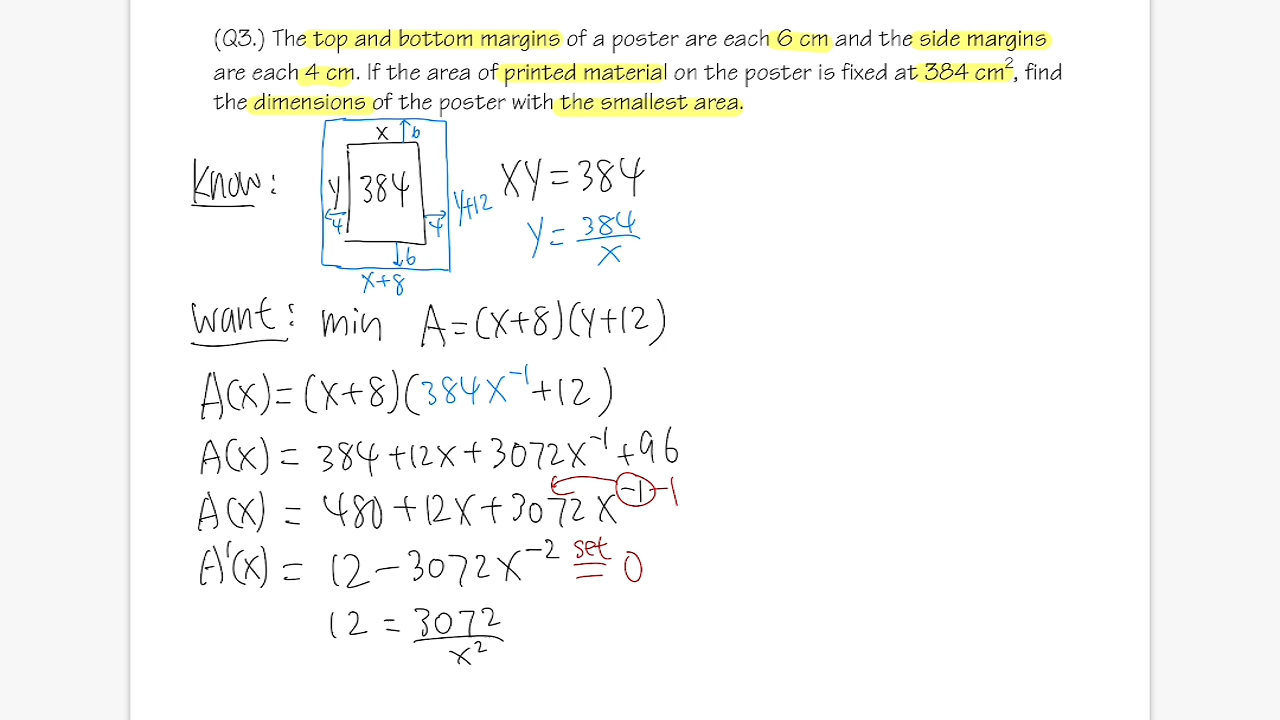 (Q3.) The top and bottom margins of a poster are each 6 cm and the side margins
are each 4 cm. If the area of printed material on the poster is fixed at 384 cm², find
the dimensions of the poster with the smallest area.
x 6
Know: y 384 4 4 y+12 xy = 384
y = 384/x
6
x+8
Want: min A = (x+8)(y+12)
A(x) = (x+8)(384x⁻¹+12)
A(x) = 384+12x+3072x⁻¹+96
A(x) = 480+12x+3072x⁻¹ -1
A'(x) = 12-3072x⁻² set = 0
12 = 3072/x²